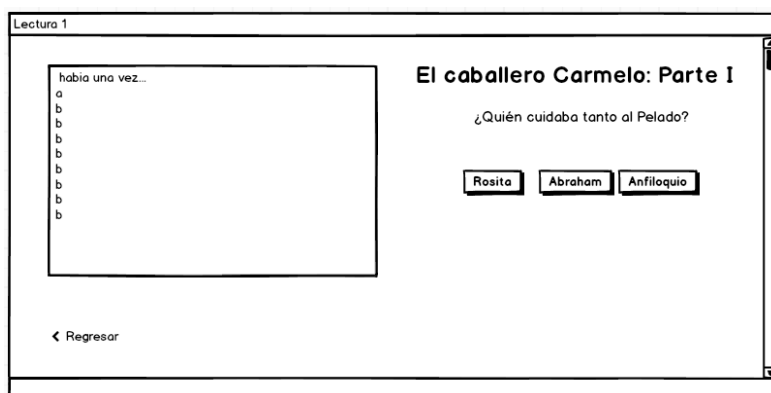 Lectura 1
habia una vez...
a
b
b
b
b
b
b
b
b
El caballero Carmelo: Parte I
¿Quién cuidaba tanto al Pelado?
Rosita Abraham Anfiloquio
Regresar